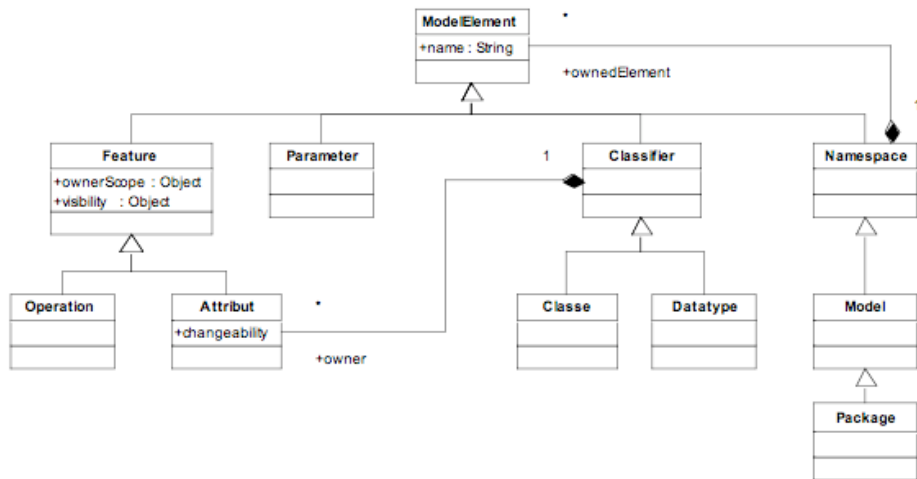 ModelElement
*
+name : String
+ownedElement
Feature
Parameter
1
Classifier
Namespace
+ownerScope : Object
+visibility : Object
Operation
Attribut
*
Classe
Datatype
Model
+changeability
+owner
Package